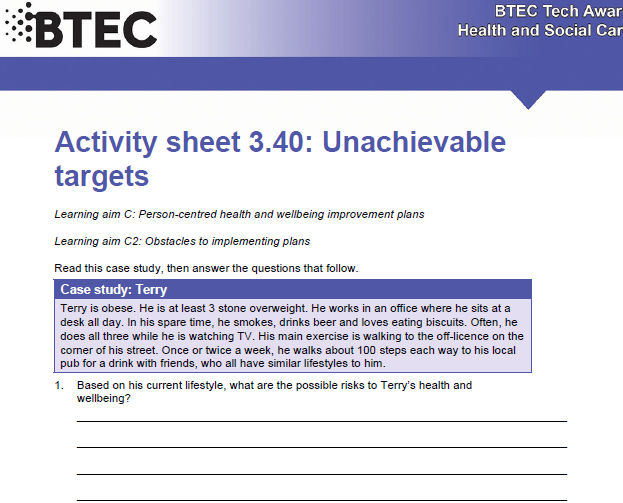 BTEC
BTEC Tech Awar
Health and Social Car
Activity sheet 3.40: Unachievable
targets
Learning aim C: Person-centred health and wellbeing improvement plans
Learning aim C2: Obstacles to implementing plans
Read this case study, then answer the questions that follow.
Case study: Terry
Terry is obese. He is at least 3 stone overweight. He works in an office where he sits at a
desk all day. In his spare time, he smokes, drinks beer and loves eating biscuits. Often, he
does all three while he is watching TV. His main exercise is walking to the off-licence on the
corner of his street. Once or twice a week, he walks about 100 steps each way to his local
pub for a drink with friends, who all have similar lifestyles to him.
1. Based on his current lifestyle, what are the possible risks to Terry's health and
wellbeing?